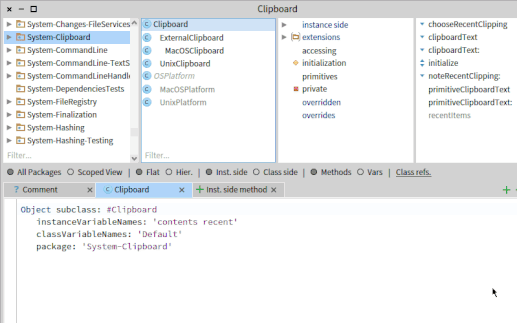 Clipboard
System-Changes-FileServices
System-Clipboard
System-CommandLine
System-CommandLine-TextS
System-CommandLineHandle
System-DependenciesTests
System-FileRegistry
System-Finalization
System-Hashing
System-Hashing-Testing
Filter...
Clipboard
ExternalClipboard
MacOSClipboard
UnixClipboard
OSPlatform
MacOSPlatform
UnixPlatform
Filter...
instance side
extensions
accessing
initialization
primitives
private
overridden
overrides
chooseRecentClipping
clipboardText
clipboardText:
initialize
noteRecentClipping:
primitiveClipboardText
primitiveClipboardText:
recentItems
All Packages Scoped View | Flat Hier. | Inst. side Class side | Methods Vars | Class refs.
? Comment × Clipboard × + Inst. side method × +
Object subclass: #Clipboard
instanceVariableNames: 'contents recent'
classVariableNames: 'Default'
package: 'System-Clipboard'